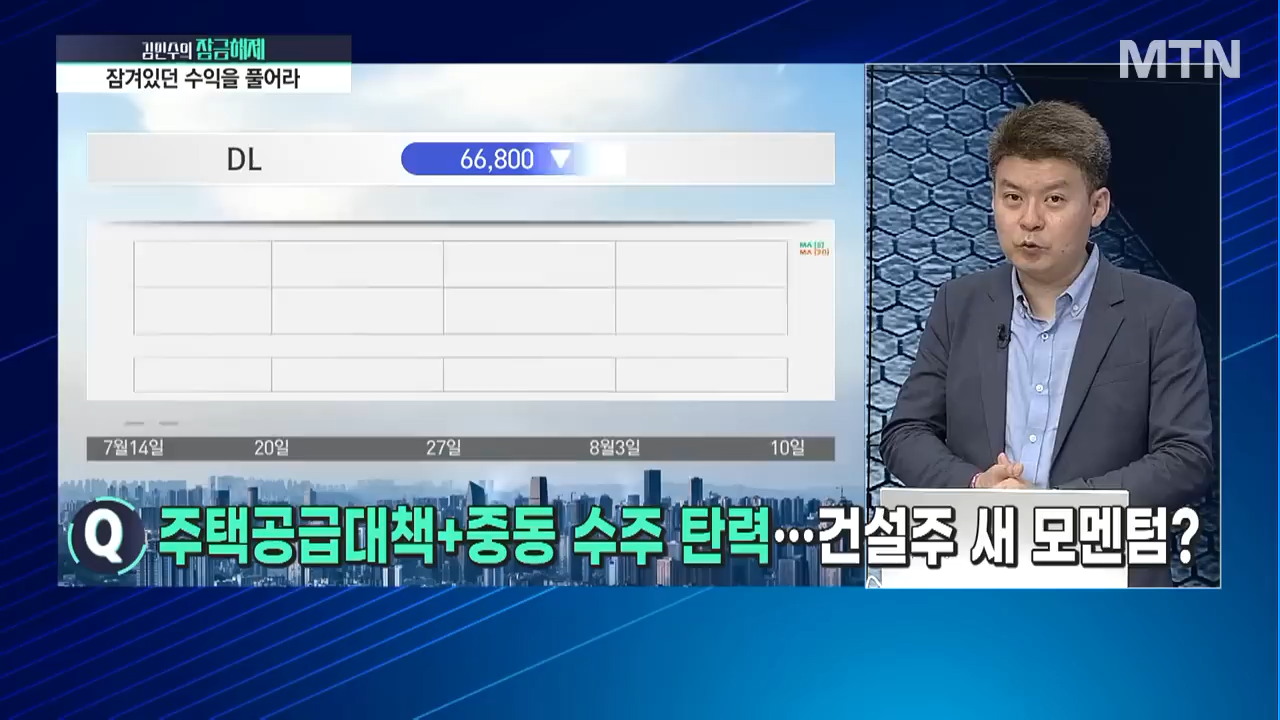 김민수의 잠금해제
MTN
잠겨있던 수익을 풀어라
DL 66,800 ▼
MA (5)
MA (20)
7월14일 20일 27일 8월3일 10일
Q 주택공급대책+중동 수주 탄력…건설주 새 모멘텀?